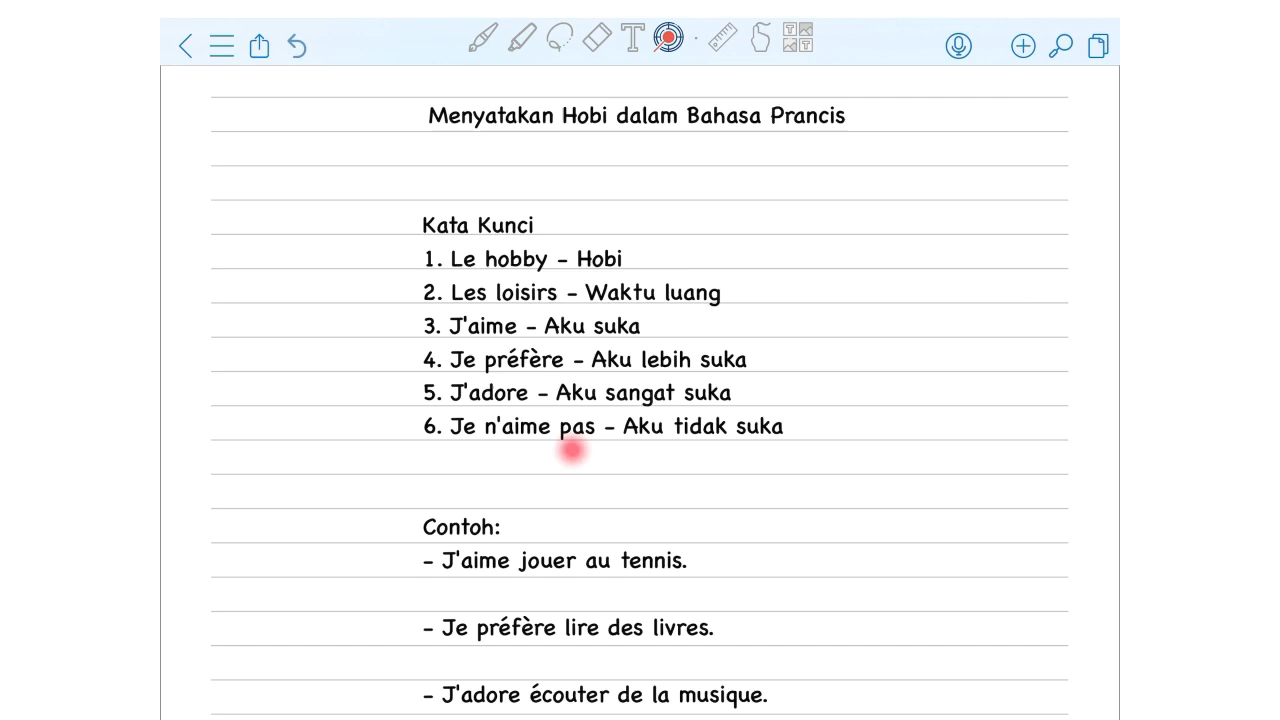 Menyatakan Hobi dalam Bahasa Prancis
Kata Kunci
1. Le hobby - Hobi
2. Les loisirs - Waktu luang
3. J'aime - Aku suka
4. Je préfère - Aku lebih suka
5. J'adore - Aku sangat suka
6. Je n'aime pas - Aku tidak suka
Contoh:
- J'aime jouer au tennis.
- Je préfère lire des livres.
- J'adore écouter de la musique.